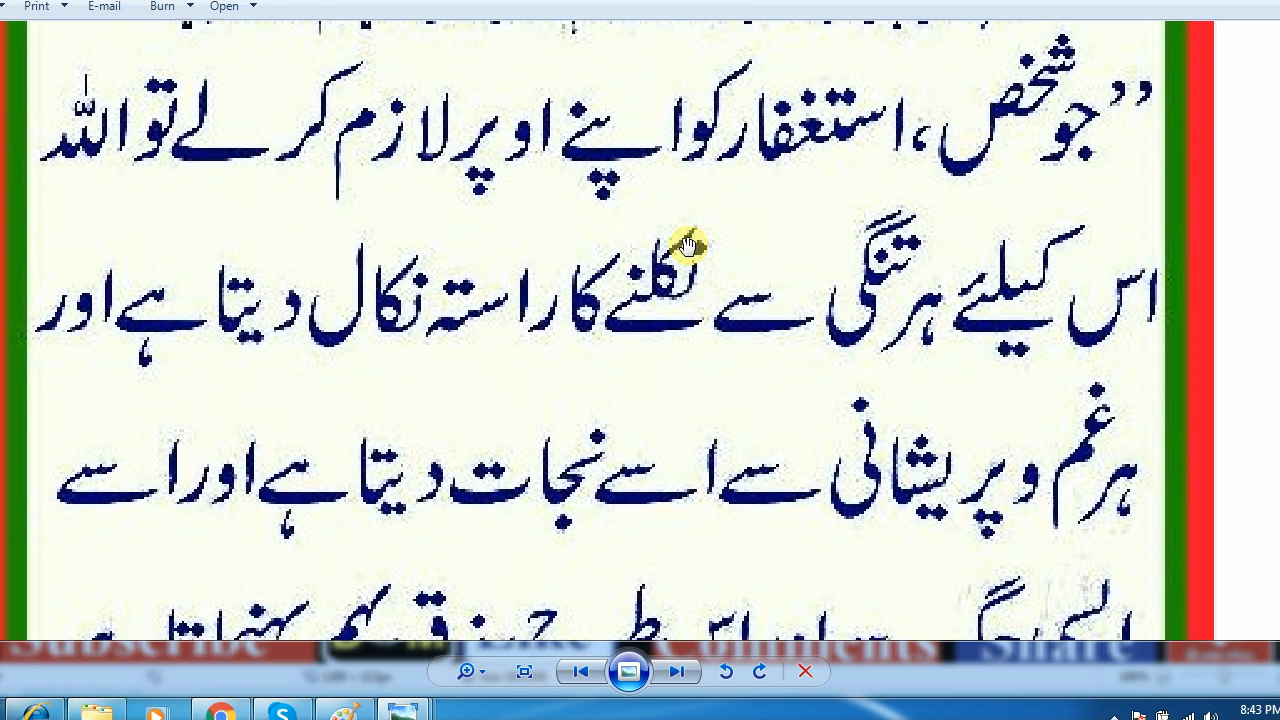 Print E-mail Burn Open
’’جو شخص ، استغفار کو اپنے اوپر لازم کر لے تو اللہ
اس کیلئے ہر تنگی سے نکلنے کا راستہ نکال دیتا ہے اور
ہر غم و پریشانی سے اسے نجات دیتا ہے اور اسے
8:43 PM